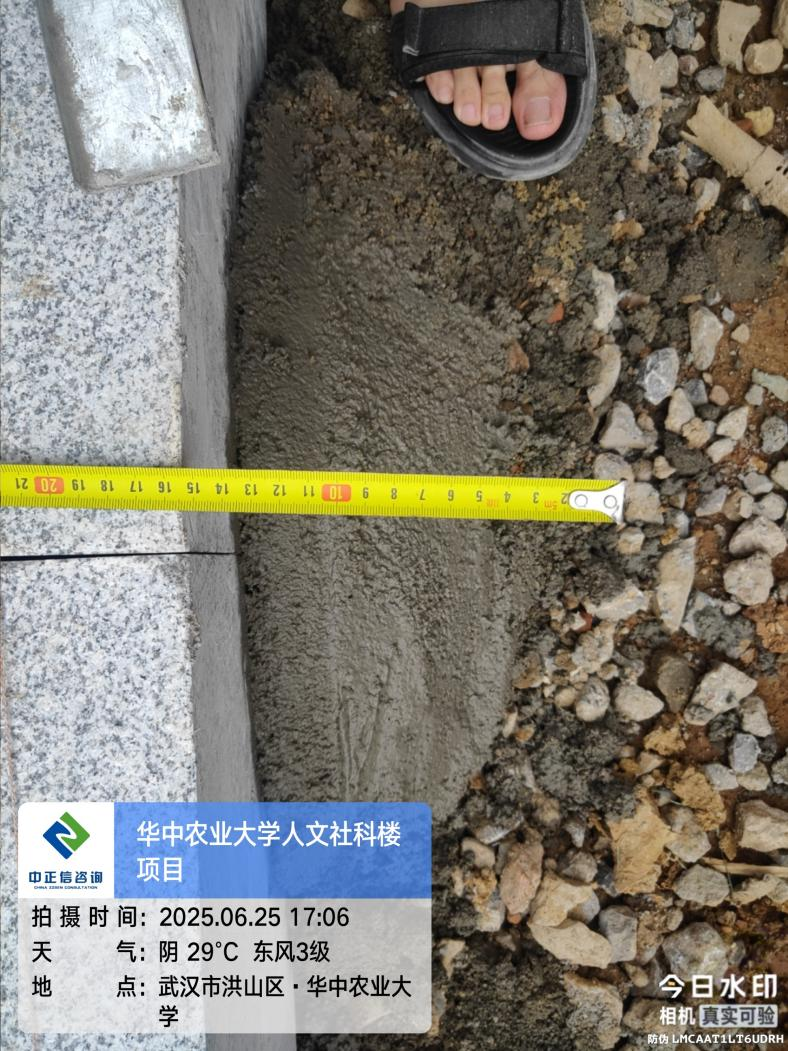 21 20 19 18 17 16 15 14 13 12 11 10 9 8 7 6 5 4 3 5m 2
中正信咨询
CHINA ZOSEN CONSULTATION
华中农业大学人文社科楼
项目
拍摄时间: 2025.06.25 17:06
天气: 阴 29℃ 东风3级
地点: 武汉市洪山区·华中农业大
学
今日水印
相机 真实可验
防伪 LMCAAT1LT6UDRH